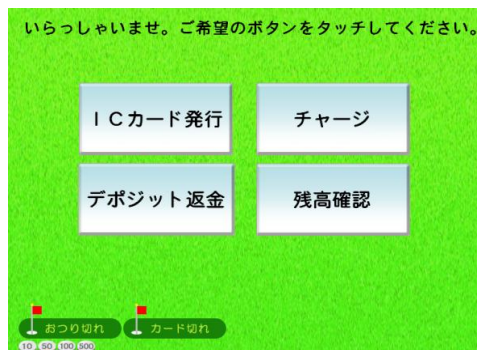 いらっしゃいませ。ご希望のボタンをタッチしてください。
ＩＣカード発行
チャージ
デポジット返金
残高確認
おつり切れ
カード切れ
10 50 100 500